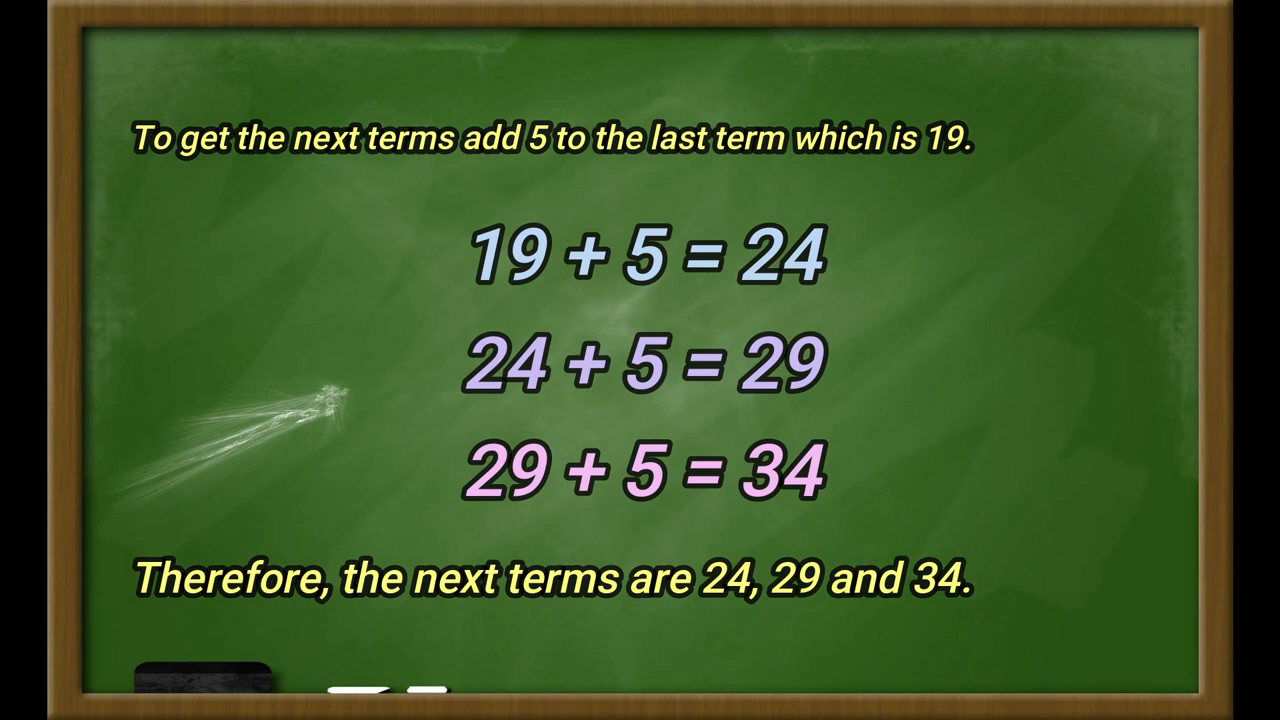 To get the next terms add 5 to the last term which is 19.
19 + 5 = 24
24 + 5 = 29
29 + 5 = 34
Therefore, the next terms are 24, 29 and 34.